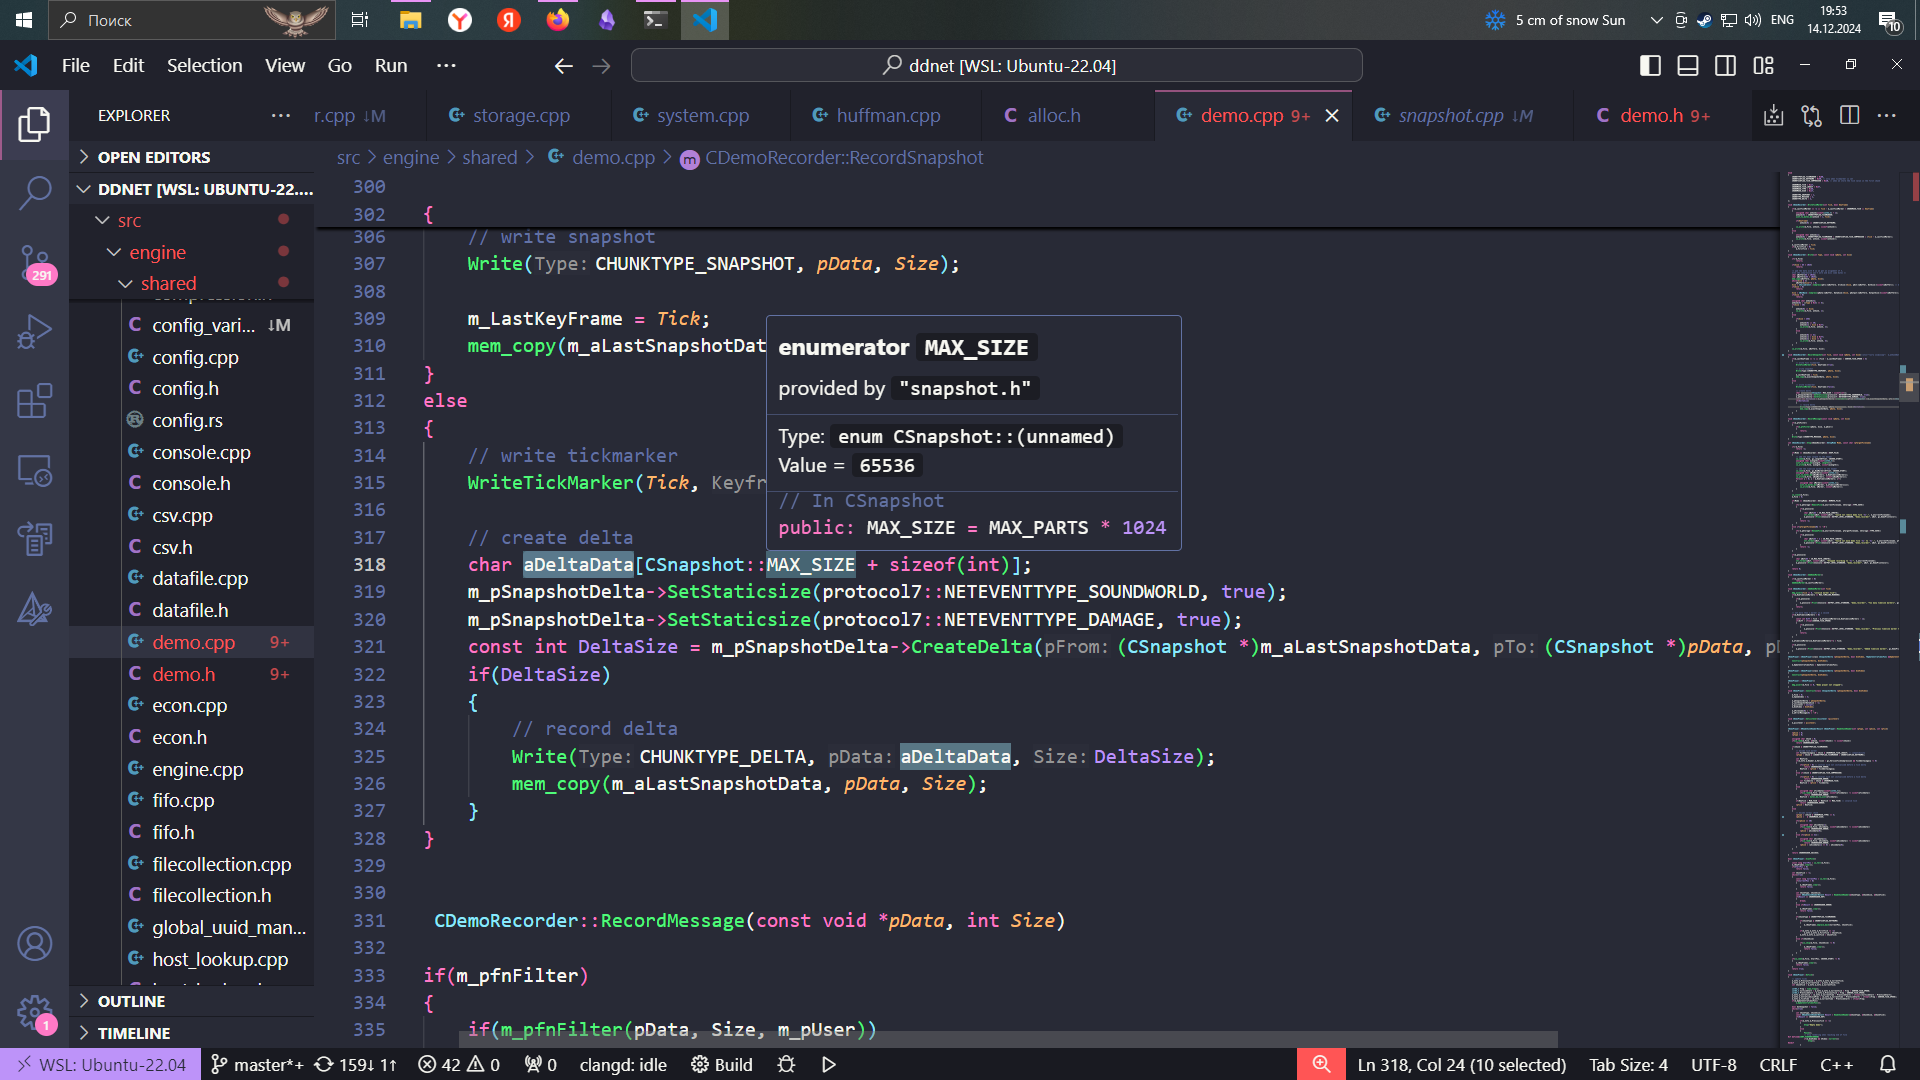 Поиск
5 cm of snow Sun
ENG
19:53
14.12.2024
10
File Edit Selection View Go Run ···
ddnet [WSL: Ubuntu-22.04]
EXPLORER ···
r.cpp ↓M
storage.cpp
system.cpp
huffman.cpp
alloc.h
demo.cpp 9+
snapshot.cpp ↓M
demo.h 9+
OPEN EDITORS
DDNET [WSL: UBUNTU-22....
src
engine
shared
config_vari... ↓M
config.cpp
config.h
config.rs
console.cpp
console.h
csv.cpp
csv.h
datafile.cpp
datafile.h
demo.cpp 9+
demo.h 9+
econ.cpp
econ.h
engine.cpp
fifo.cpp
fifo.h
filecollection.cpp
filecollection.h
global_uuid_man...
host_lookup.cpp
OUTLINE
TIMELINE
291
1
src > engine > shared > demo.cpp > CDemoRecorder::RecordSnapshot
300
302 {
306 // write snapshot
307 Write(Type: CHUNKTYPE_SNAPSHOT, pData, Size);
308
309 m_LastKeyFrame = Tick;
310 mem_copy(m_aLastSnapshotDat
311 }
312 else
313 {
314 // write tickmarker
315 WriteTickMarker(Tick, Keyfr
316
317 // create delta
318 char aDeltaData[CSnapshot::MAX_SIZE + sizeof(int)];
319 m_pSnapshotDelta->SetStaticsize(protocol7::NETEVENTTYPE_SOUNDWORLD, true);
320 m_pSnapshotDelta->SetStaticsize(protocol7::NETEVENTTYPE_DAMAGE, true);
321 const int DeltaSize = m_pSnapshotDelta->CreateDelta(pFrom: (CSnapshot *)m_aLastSnapshotData, pTo: (CSnapshot *)pData, pD
322 if(DeltaSize)
323 {
324 // record delta
325 Write(Type: CHUNKTYPE_DELTA, pData: aDeltaData, Size: DeltaSize);
326 mem_copy(m_aLastSnapshotData, pData, Size);
327 }
328 }
329
330
331 CDemoRecorder::RecordMessage(const void *pData, int Size)
332
333 if(m_pfnFilter)
334 {
335 if(m_pfnFilter(pData, Size, m_pUser))
enumerator MAX_SIZE
provided by "snapshot.h"
Type: enum CSnapshot::(unnamed)
Value = 65536
// In CSnapshot
public: MAX_SIZE = MAX_PARTS * 1024
WSL: Ubuntu-22.04 master*+ 159↓ 1↑ 42 0 0 clangd: idle Build
Ln 318, Col 24 (10 selected) Tab Size: 4 UTF-8 CRLF C++